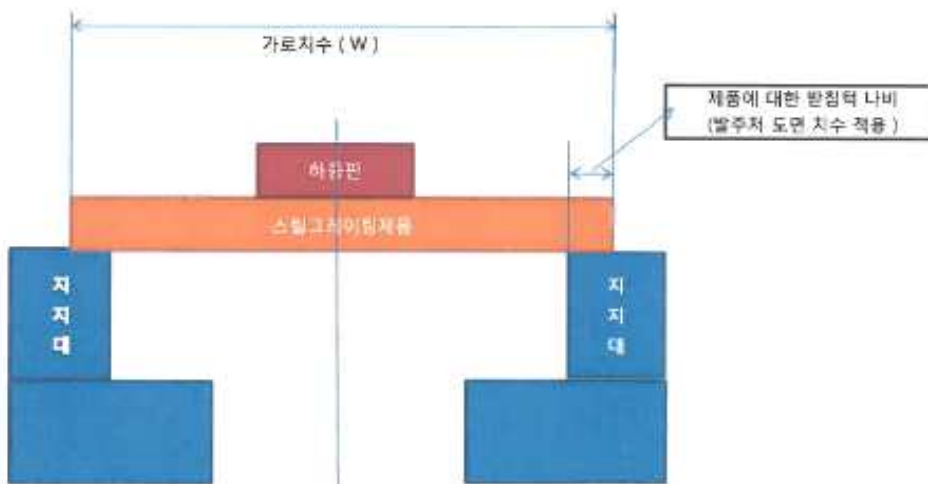 가로치수 ( W )
제품에 대한 받침턱 나비
(발주처 도면 치수 적용 )
하중판
스틸그레이팅제품
지
지
대
지
지
대